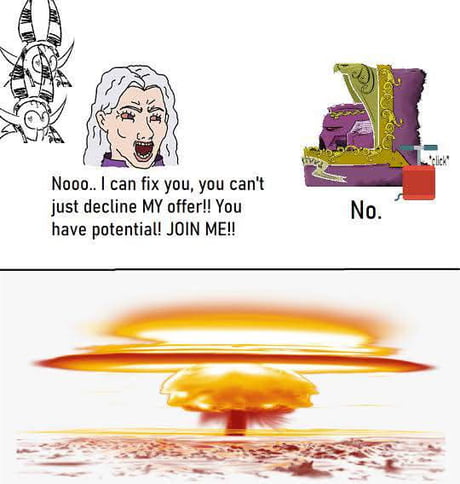 Nooo.. I can fix you, you can't
just decline MY offer!! You
have potential! JOIN ME!!
*click*
No.